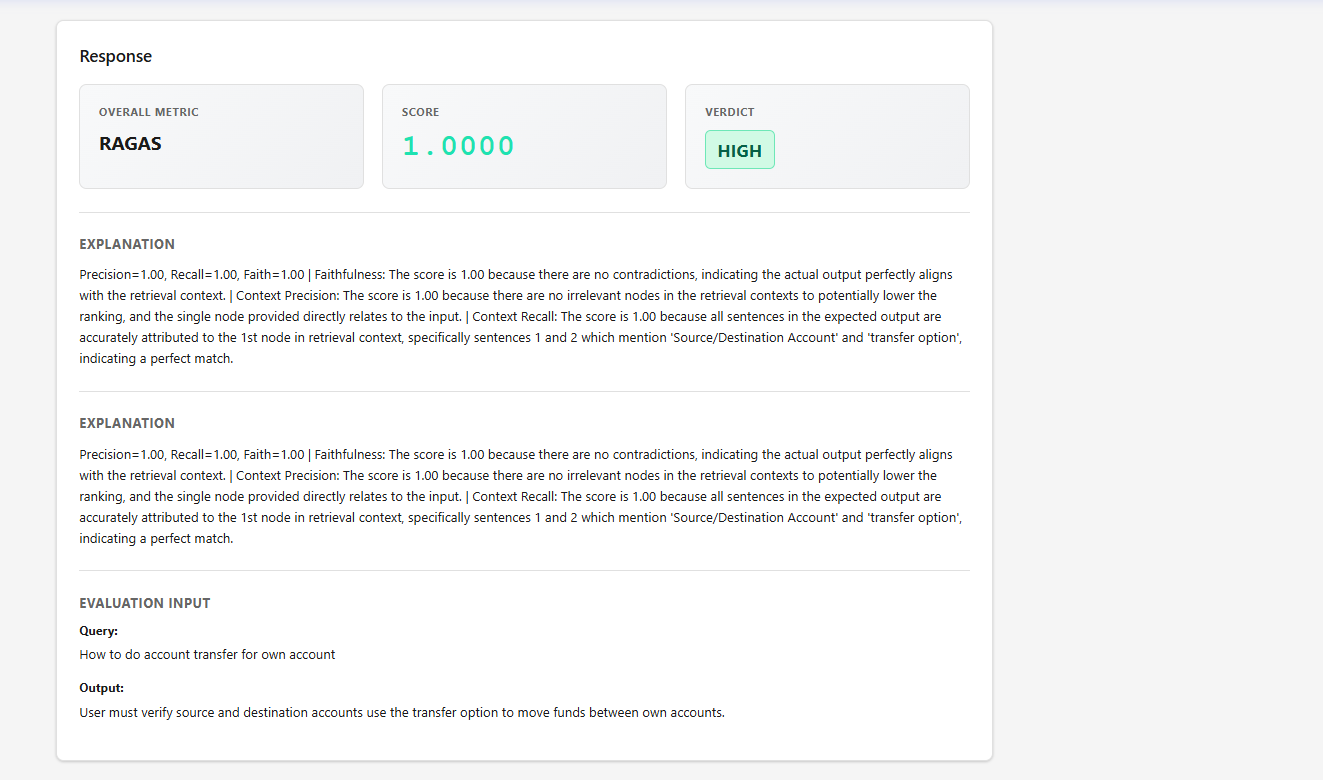 Response
OVERALL METRIC
RAGAS
SCORE
1.0000
VERDICT
HIGH
EXPLANATION
Precision=1.00, Recall=1.00, Faith=1.00 | Faithfulness: The score is 1.00 because there are no contradictions, indicating the actual output perfectly aligns
with the retrieval context. | Context Precision: The score is 1.00 because there are no irrelevant nodes in the retrieval contexts to potentially lower the
ranking, and the single node provided directly relates to the input. | Context Recall: The score is 1.00 because all sentences in the expected output are
accurately attributed to the 1st node in retrieval context, specifically sentences 1 and 2 which mention 'Source/Destination Account' and 'transfer option',
indicating a perfect match.
EXPLANATION
Precision=1.00, Recall=1.00, Faith=1.00 | Faithfulness: The score is 1.00 because there are no contradictions, indicating the actual output perfectly aligns
with the retrieval context. | Context Precision: The score is 1.00 because there are no irrelevant nodes in the retrieval contexts to potentially lower the
ranking, and the single node provided directly relates to the input. | Context Recall: The score is 1.00 because all sentences in the expected output are
accurately attributed to the 1st node in retrieval context, specifically sentences 1 and 2 which mention 'Source/Destination Account' and 'transfer option',
indicating a perfect match.
EVALUATION INPUT
Query:
How to do account transfer for own account
Output:
User must verify source and destination accounts use the transfer option to move funds between own accounts.